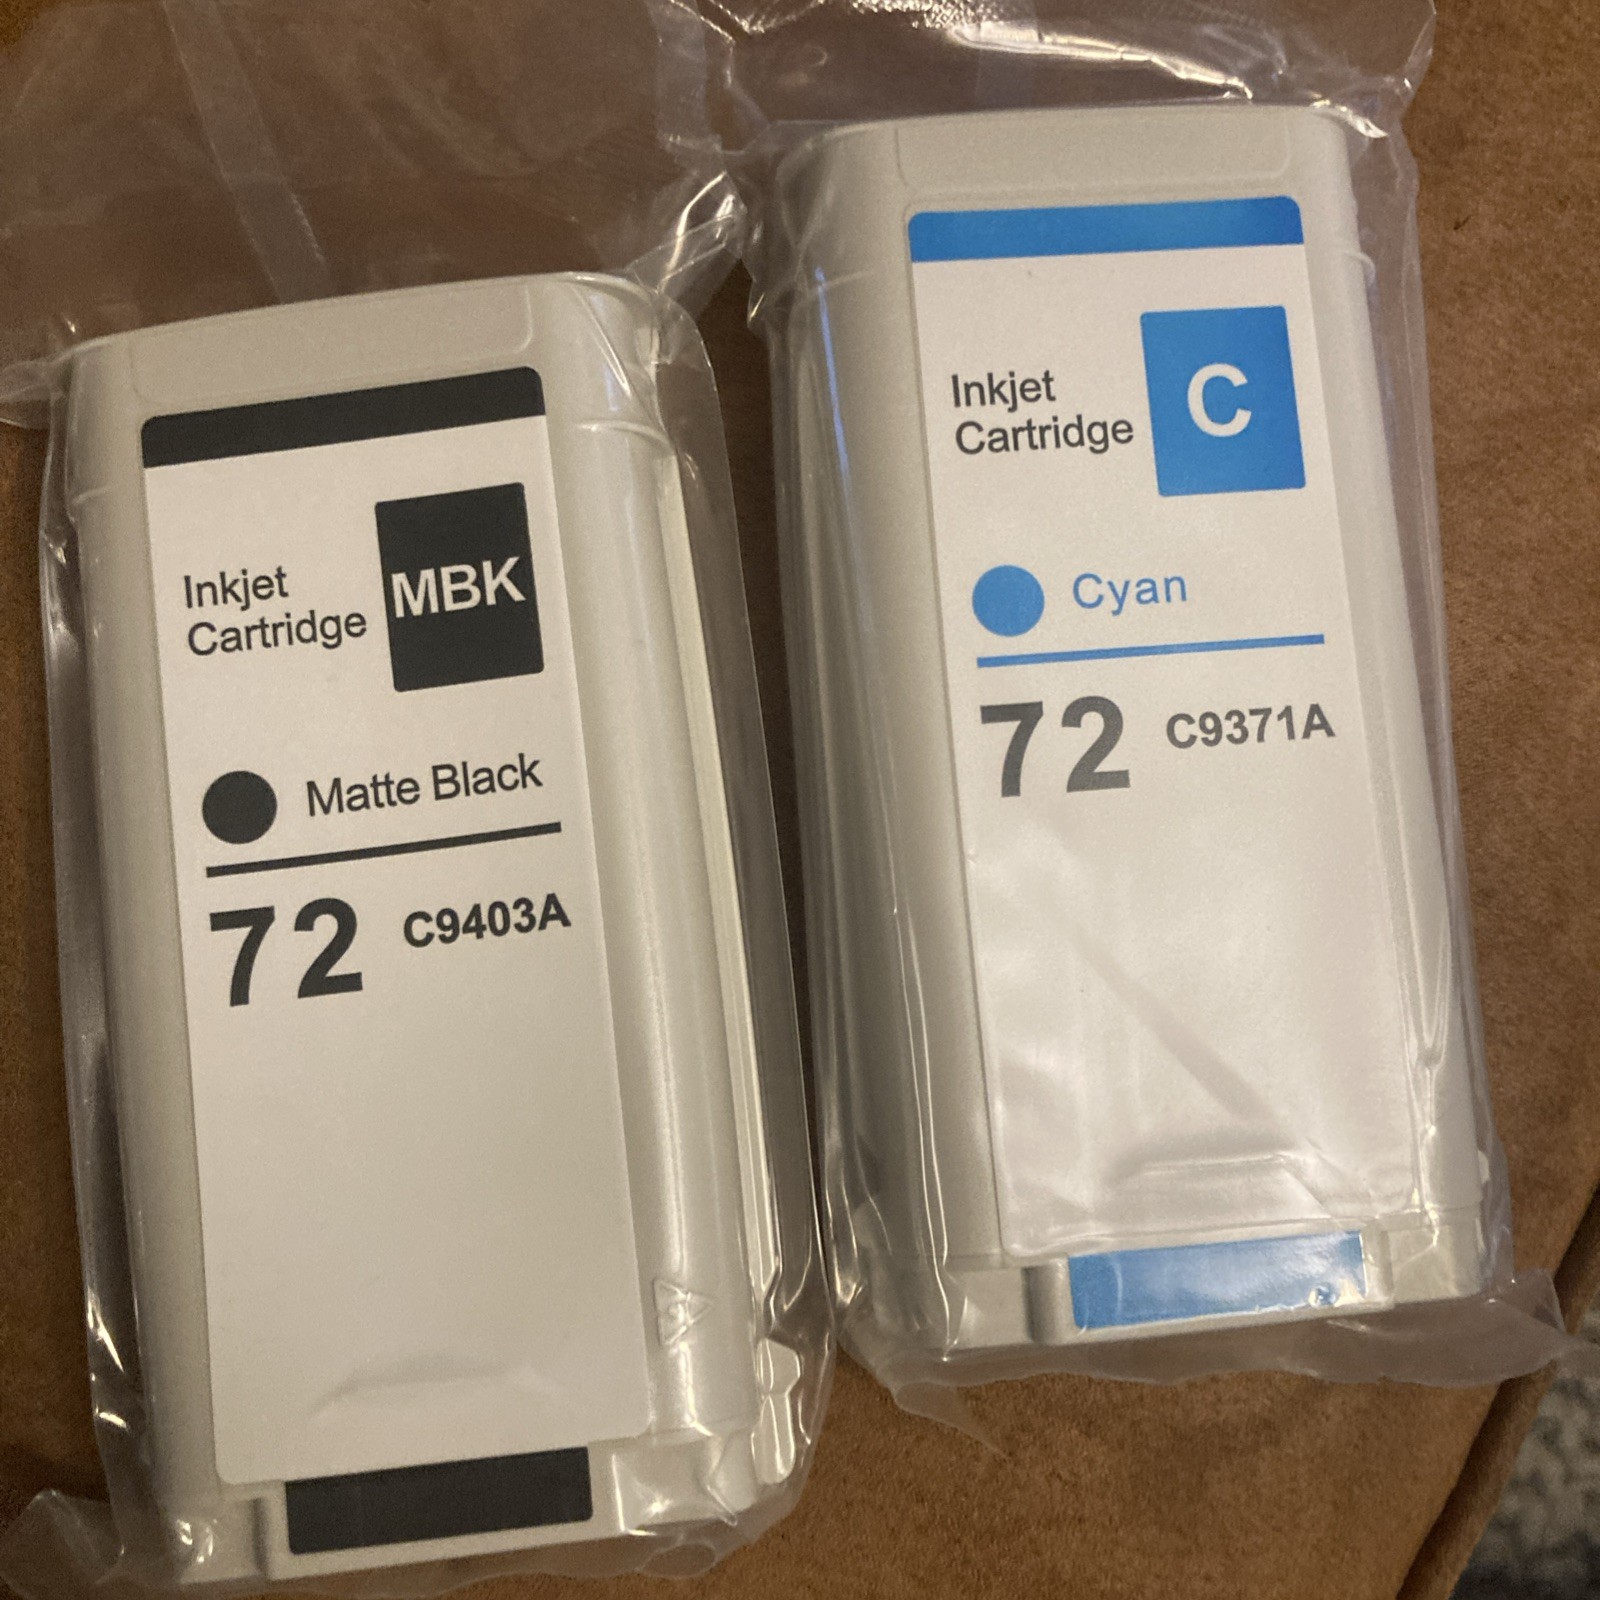 Inkjet
Cartridge
MBK
Matte Black
72 C9403A
Inkjet
Cartridge
C
Cyan
72 C9371A